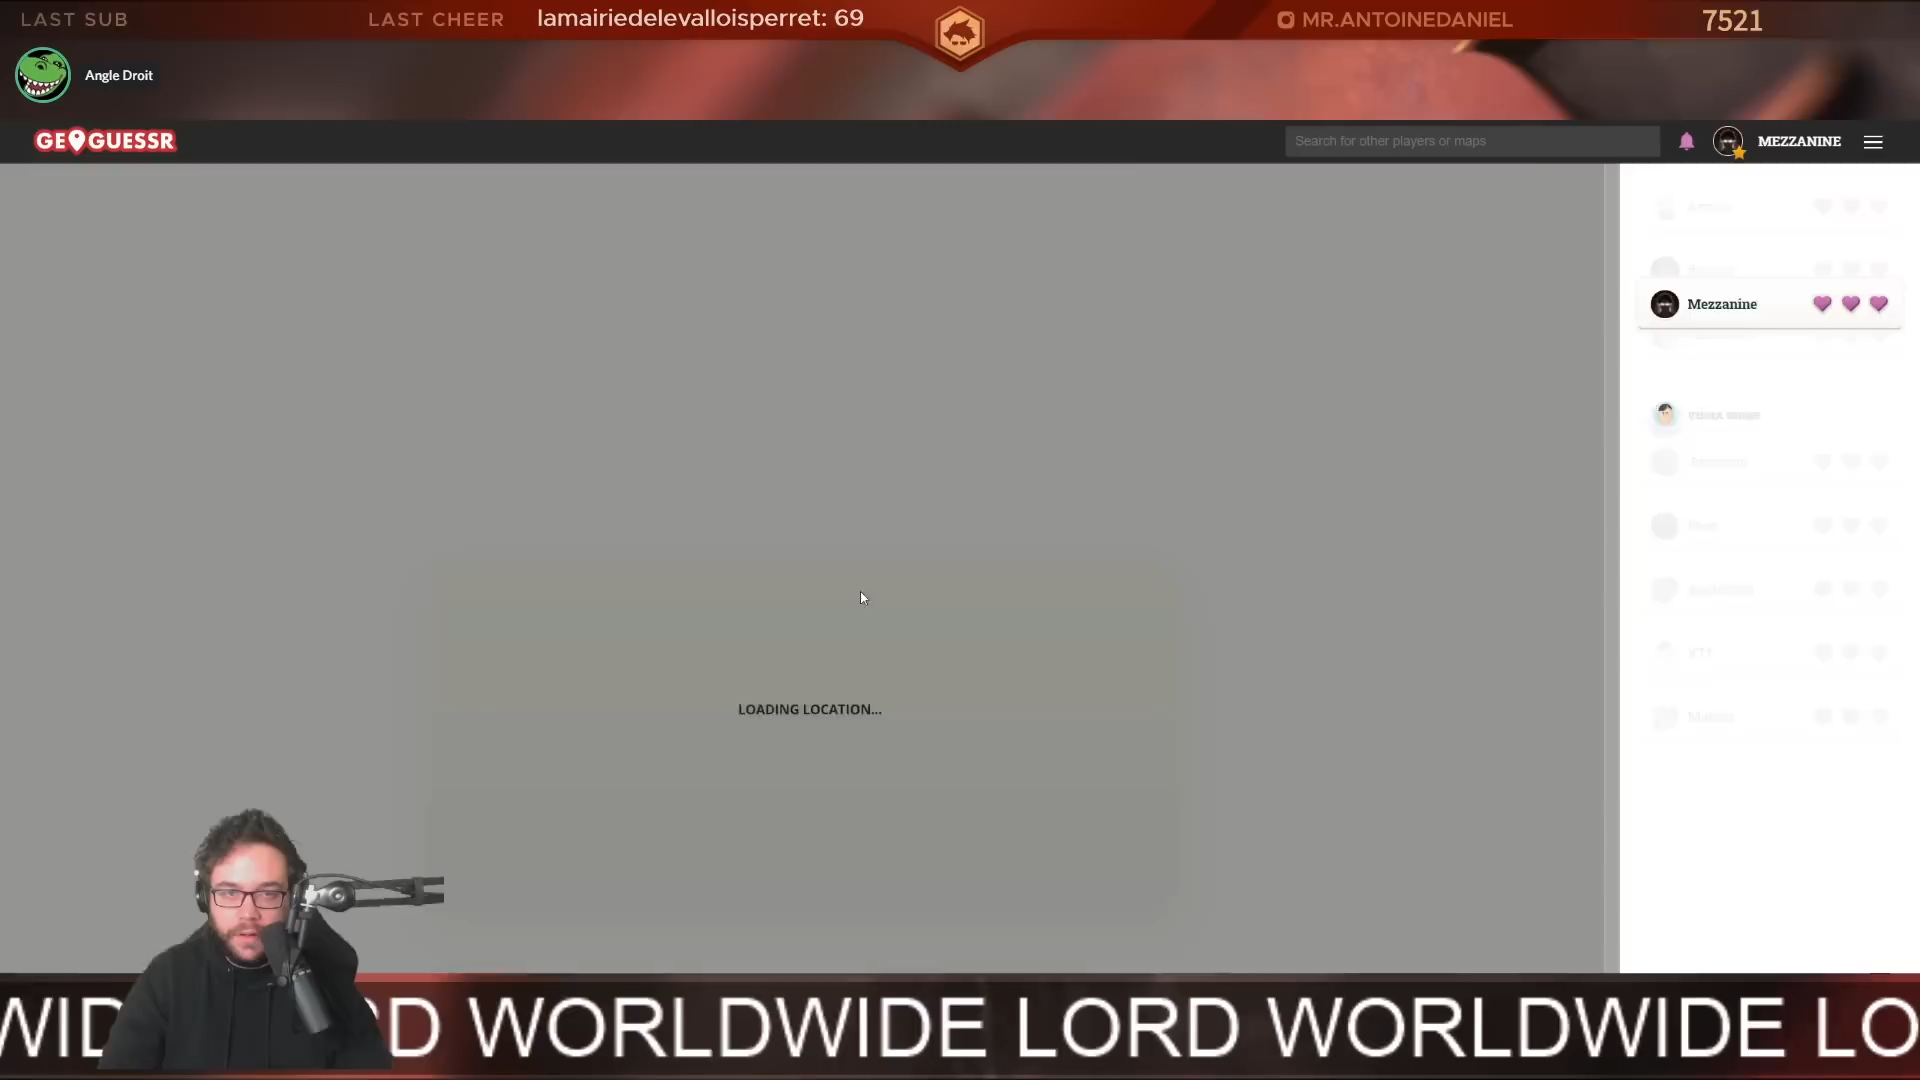 LAST SUB
LAST CHEER
lamairiedelevalloisperret: 69
MR.ANTOINEDANIEL
7521
Angle Droit
GEOGUESSR
Search for other players or maps
MEZZANINE
Mezzanine
LOADING LOCATION...
WID
D WORLDWIDE LORD WORLDWIDE LO